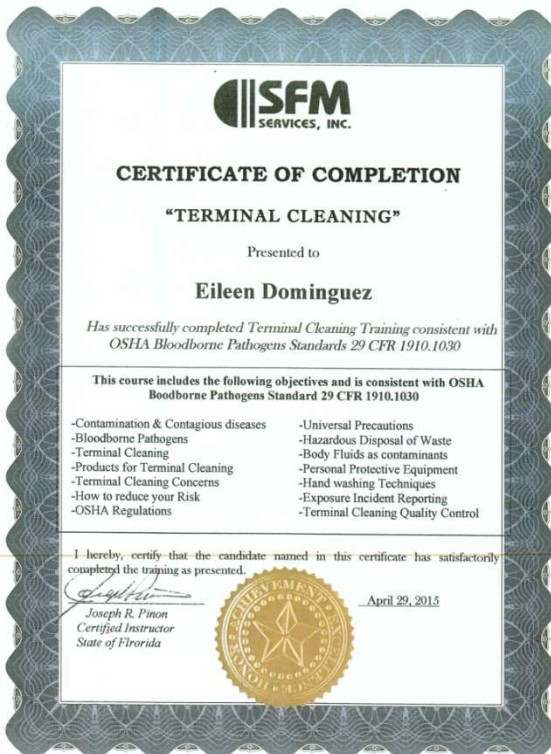 SFM
SERVICES, INC.
CERTIFICATE OF COMPLETION
“TERMINAL CLEANING”
Presented to
Eileen Dominguez
Has successfully completed Terminal Cleaning Training consistent with
OSHA Bloodborne Pathogens Standards 29 CFR 1910.1030
This course includes the following objectives and is consistent with OSHA
Boodborne Pathogens Standard 29 CFR 1910.1030
-Contamination & Contagious diseases
-Bloodborne Pathogens
-Terminal Cleaning
-Products for Terminal Cleaning
-Terminal Cleaning Concerns
-How to reduce your Risk
-OSHA Regulations
-Universal Precautions
-Hazardous Disposal of Waste
-Body Fluids as contaminants
-Personal Protective Equipment
-Hand washing Techniques
-Exposure Incident Reporting
-Terminal Cleaning Quality Control
I hereby, certify that the candidate named in this certificate has satisfactorily
completed the training as presented.
Joseph R. Pinon
Certified Instructor
State of Flrorida
April 29, 2015
HONOR ACHIEVEMENT EXCELLENCE